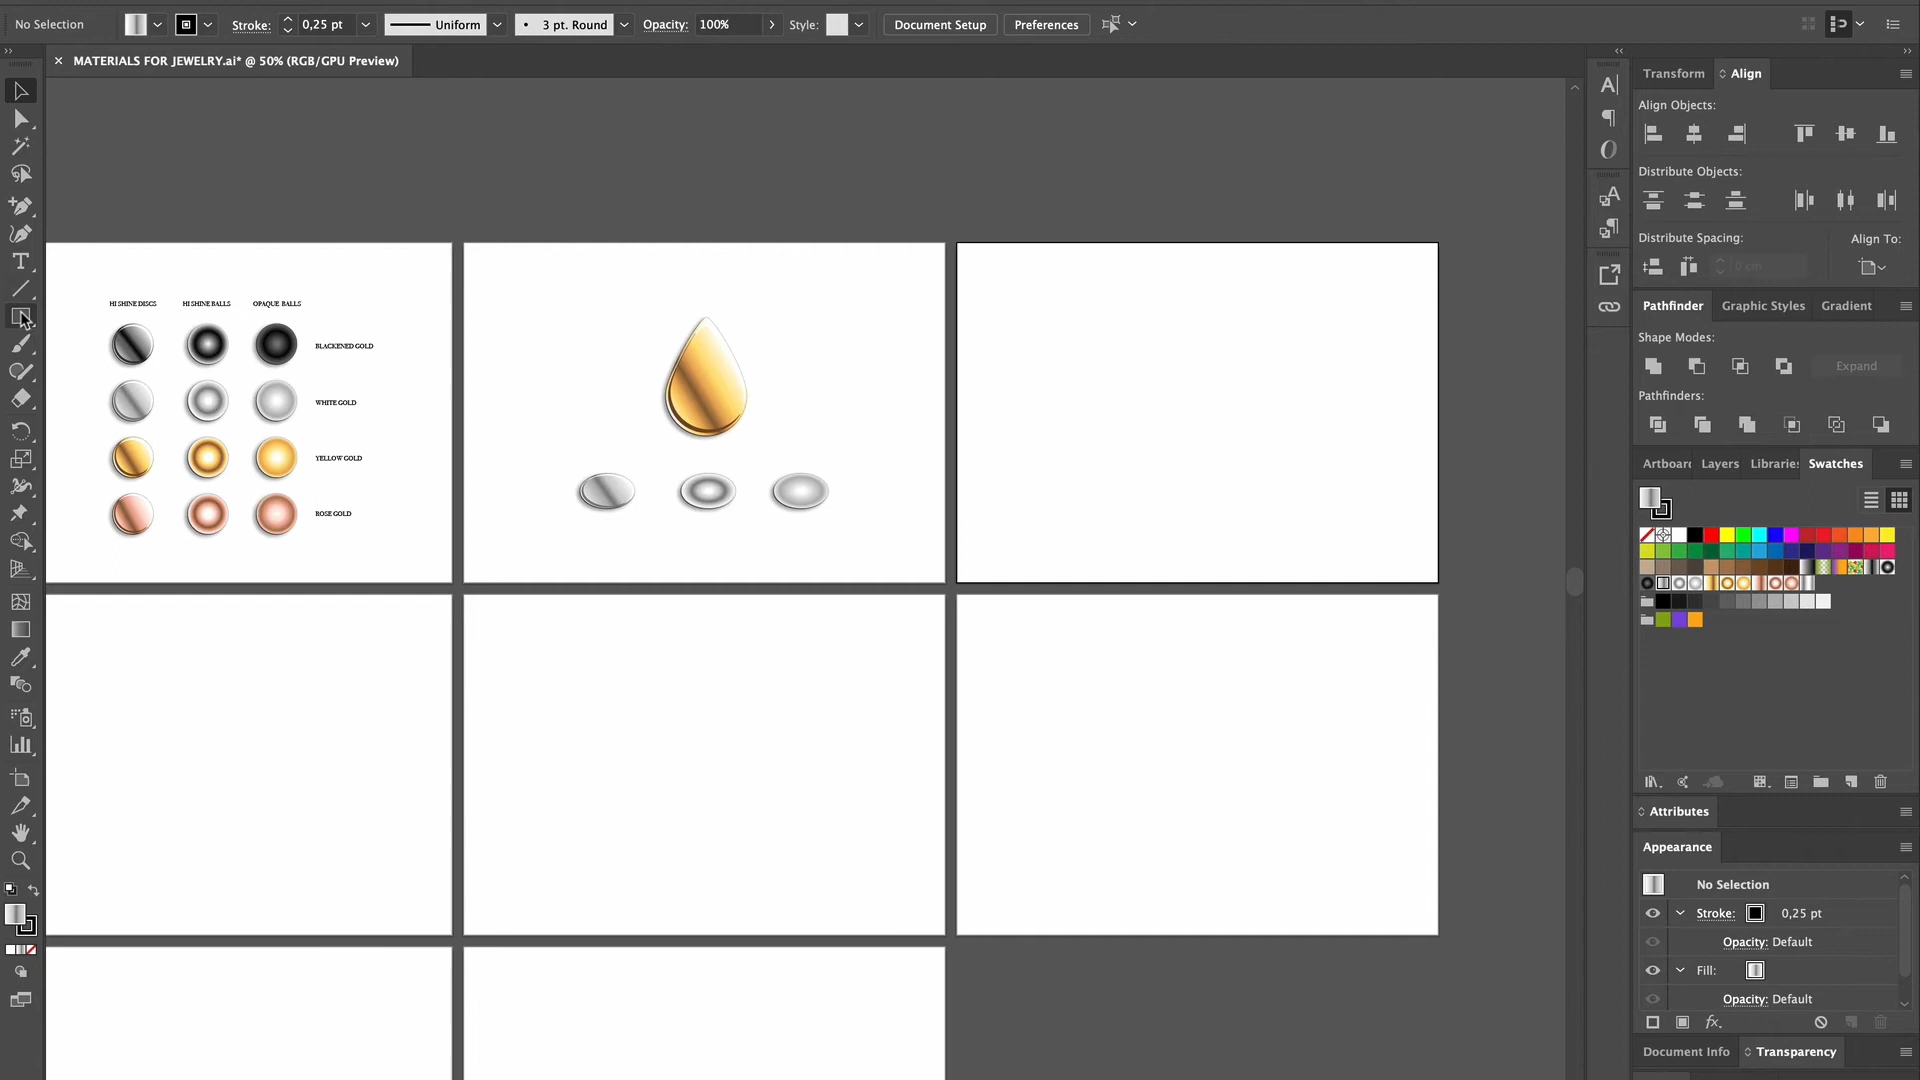 No Selection
Stroke: 0,25 pt
Uniform
3 pt. Round
Opacity: 100%
Style:
Document Setup
Preferences
× MATERIALS FOR JEWELRY.ai* @ 50% (RGB/GPU Preview)
Transform
Align
Align Objects:
Distribute Objects:
Distribute Spacing:
Align To:
0 cm
Pathfinder
Graphic Styles
Gradient
Shape Modes:
Expand
Pathfinders:
Artboar
Layers
Libraries
Swatches
Attributes
Appearance
No Selection
Stroke: 0,25 pt
Opacity: Default
Fill:
Opacity: Default
fx.
Document Info
Transparency
HI SHINE DISCS
HI SHINE BALLS
OPAQUE BALLS
BLACKENED GOLD
WHITE GOLD
YELLOW GOLD
ROSE GOLD